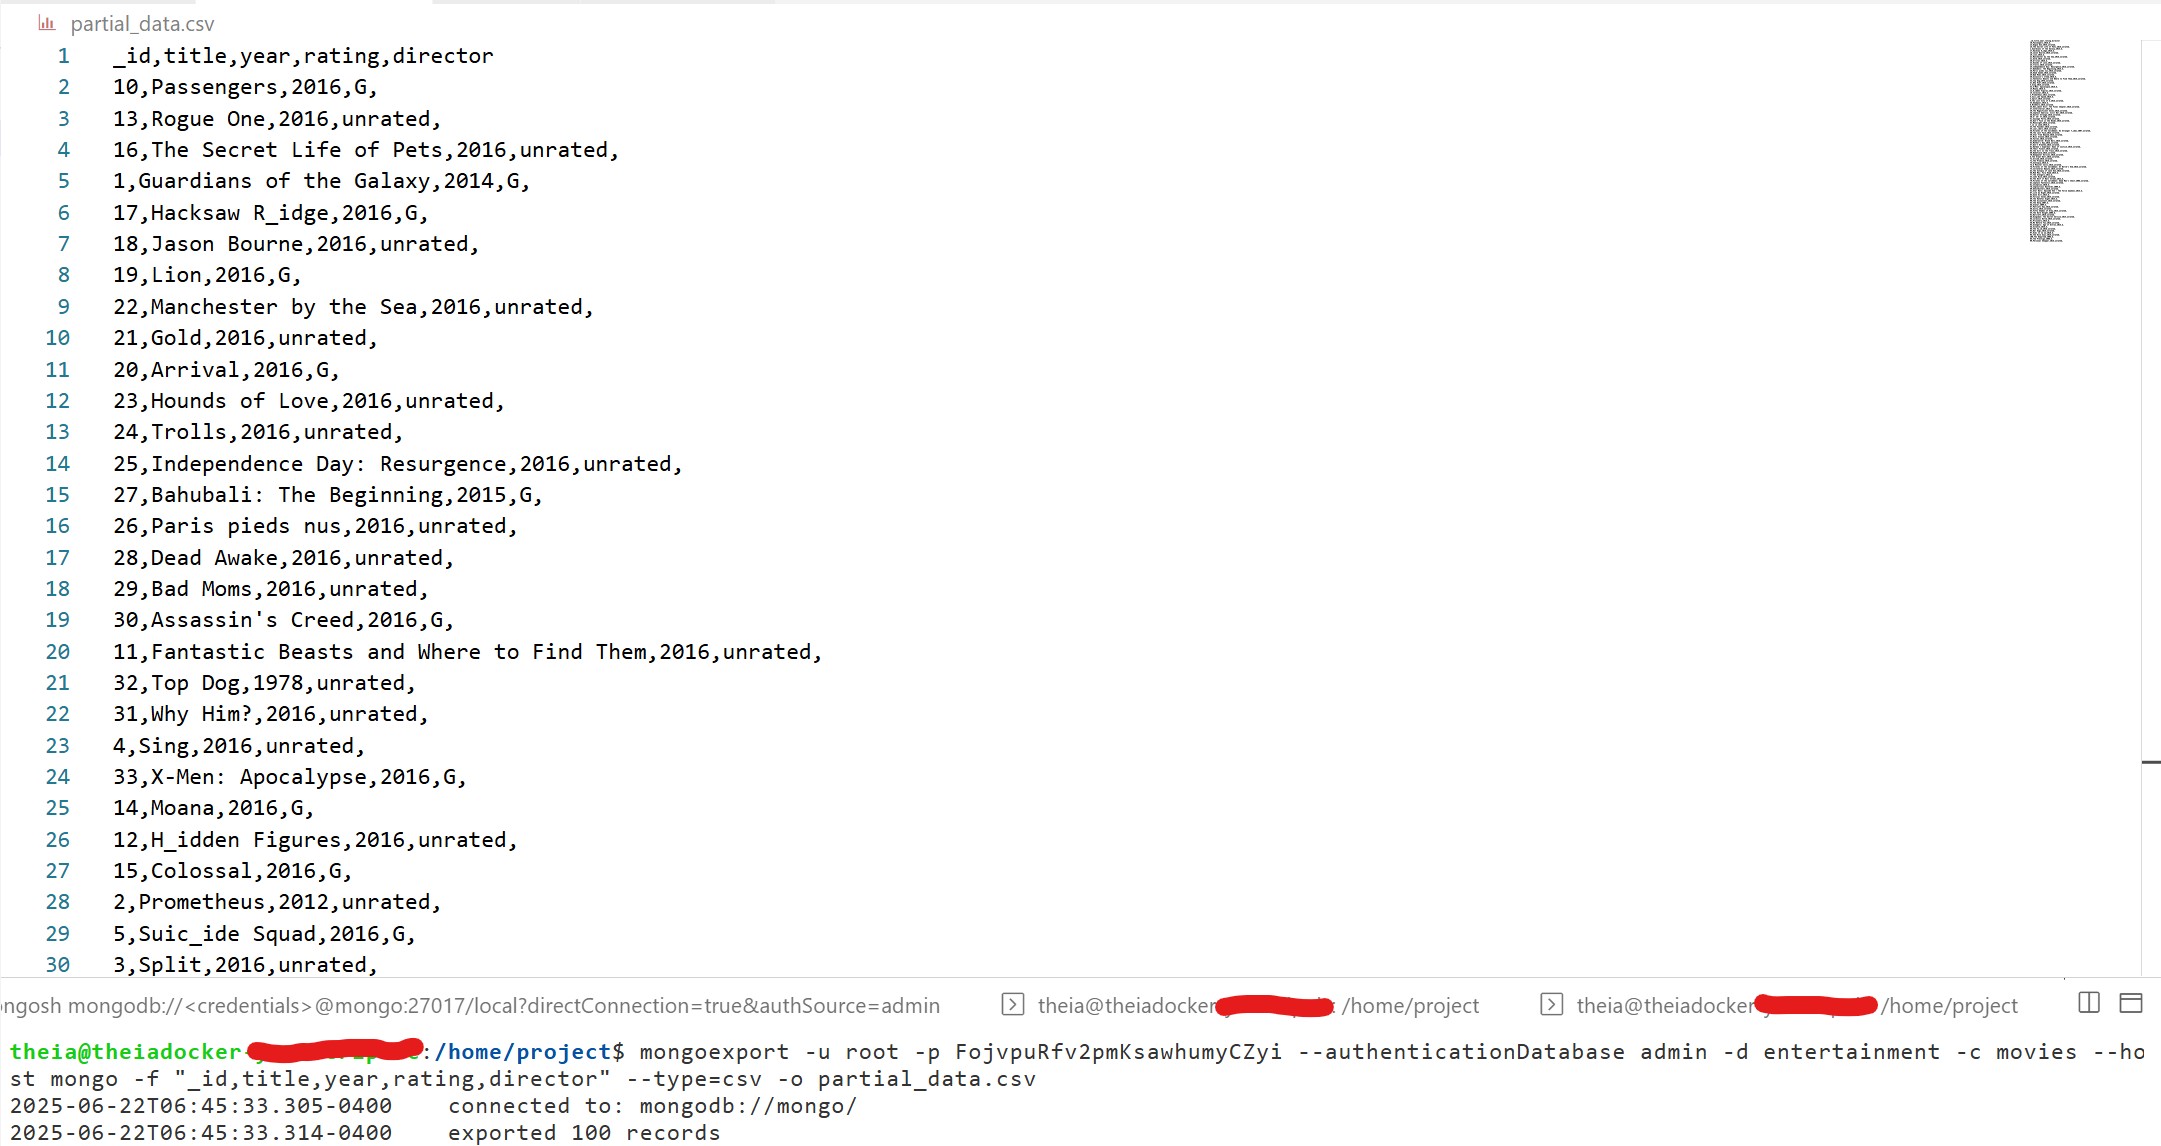 partial_data.csv
1 _id,title,year,rating,director
2 10,Passengers,2016,G,
3 13,Rogue One,2016,unrated,
4 16,The Secret Life of Pets,2016,unrated,
5 1,Guardians of the Galaxy,2014,G,
6 17,Hacksaw R_idge,2016,G,
7 18,Jason Bourne,2016,unrated,
8 19,Lion,2016,G,
9 22,Manchester by the Sea,2016,unrated,
10 21,Gold,2016,unrated,
11 20,Arrival,2016,G,
12 23,Hounds of Love,2016,unrated,
13 24,Trolls,2016,unrated,
14 25,Independence Day: Resurgence,2016,unrated,
15 27,Bahubali: The Beginning,2015,G,
16 26,Paris pieds nus,2016,unrated,
17 28,Dead Awake,2016,unrated,
18 29,Bad Moms,2016,unrated,
19 30,Assassin's Creed,2016,G,
20 11,Fantastic Beasts and Where to Find Them,2016,unrated,
21 32,Top Dog,1978,unrated,
22 31,Why Him?,2016,unrated,
23 4,Sing,2016,unrated,
24 33,X-Men: Apocalypse,2016,G,
25 14,Moana,2016,G,
26 12,H_idden Figures,2016,unrated,
27 15,Colossal,2016,G,
28 2,Prometheus,2012,unrated,
29 5,Suic_ide Squad,2016,G,
30 3,Split,2016,unrated,
ngosh mongodb://<credentials>@mongo:27017/local?directConnection=true&authSource=admin theia@theiadocker /home/project theia@theiadocker /home/project
theia@theiadocker :/home/project$ mongoexport -u root -p FojvpuRfv2pmKsawhumyCZyi --authenticationDatabase admin -d entertainment -c movies --ho
st mongo -f "_id,title,year,rating,director" --type=csv -o partial_data.csv
2025-06-22T06:45:33.305-0400 connected to: mongodb://mongo/
2025-06-22T06:45:33.314-0400 exported 100 records